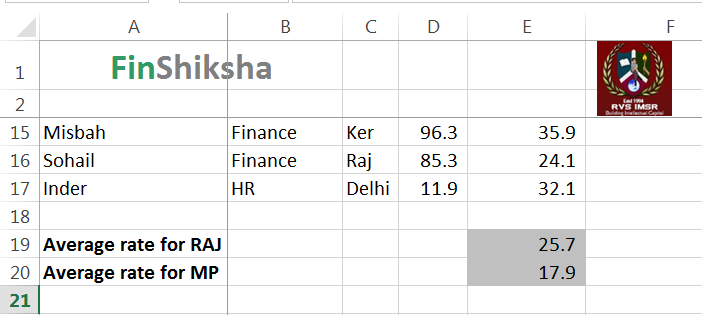 A B C D E F
1 FinShiksha
2
Estd 1994
RVS IMSR
Building Intellectual Capital
15 Misbah Finance Ker 96.3 35.9
16 Sohail Finance Raj 85.3 24.1
17 Inder HR Delhi 11.9 32.1
18
19 Average rate for RAJ 25.7
20 Average rate for MP 17.9
21